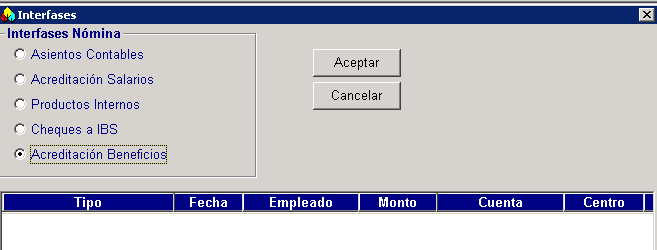 Interfases
Interfases Nómina
Asientos Contables
Acreditación Salarios
Productos Internos
Cheques a IBS
Acreditación Beneficios
Aceptar
Cancelar
Tipo Fecha Empleado Monto Cuenta Centro